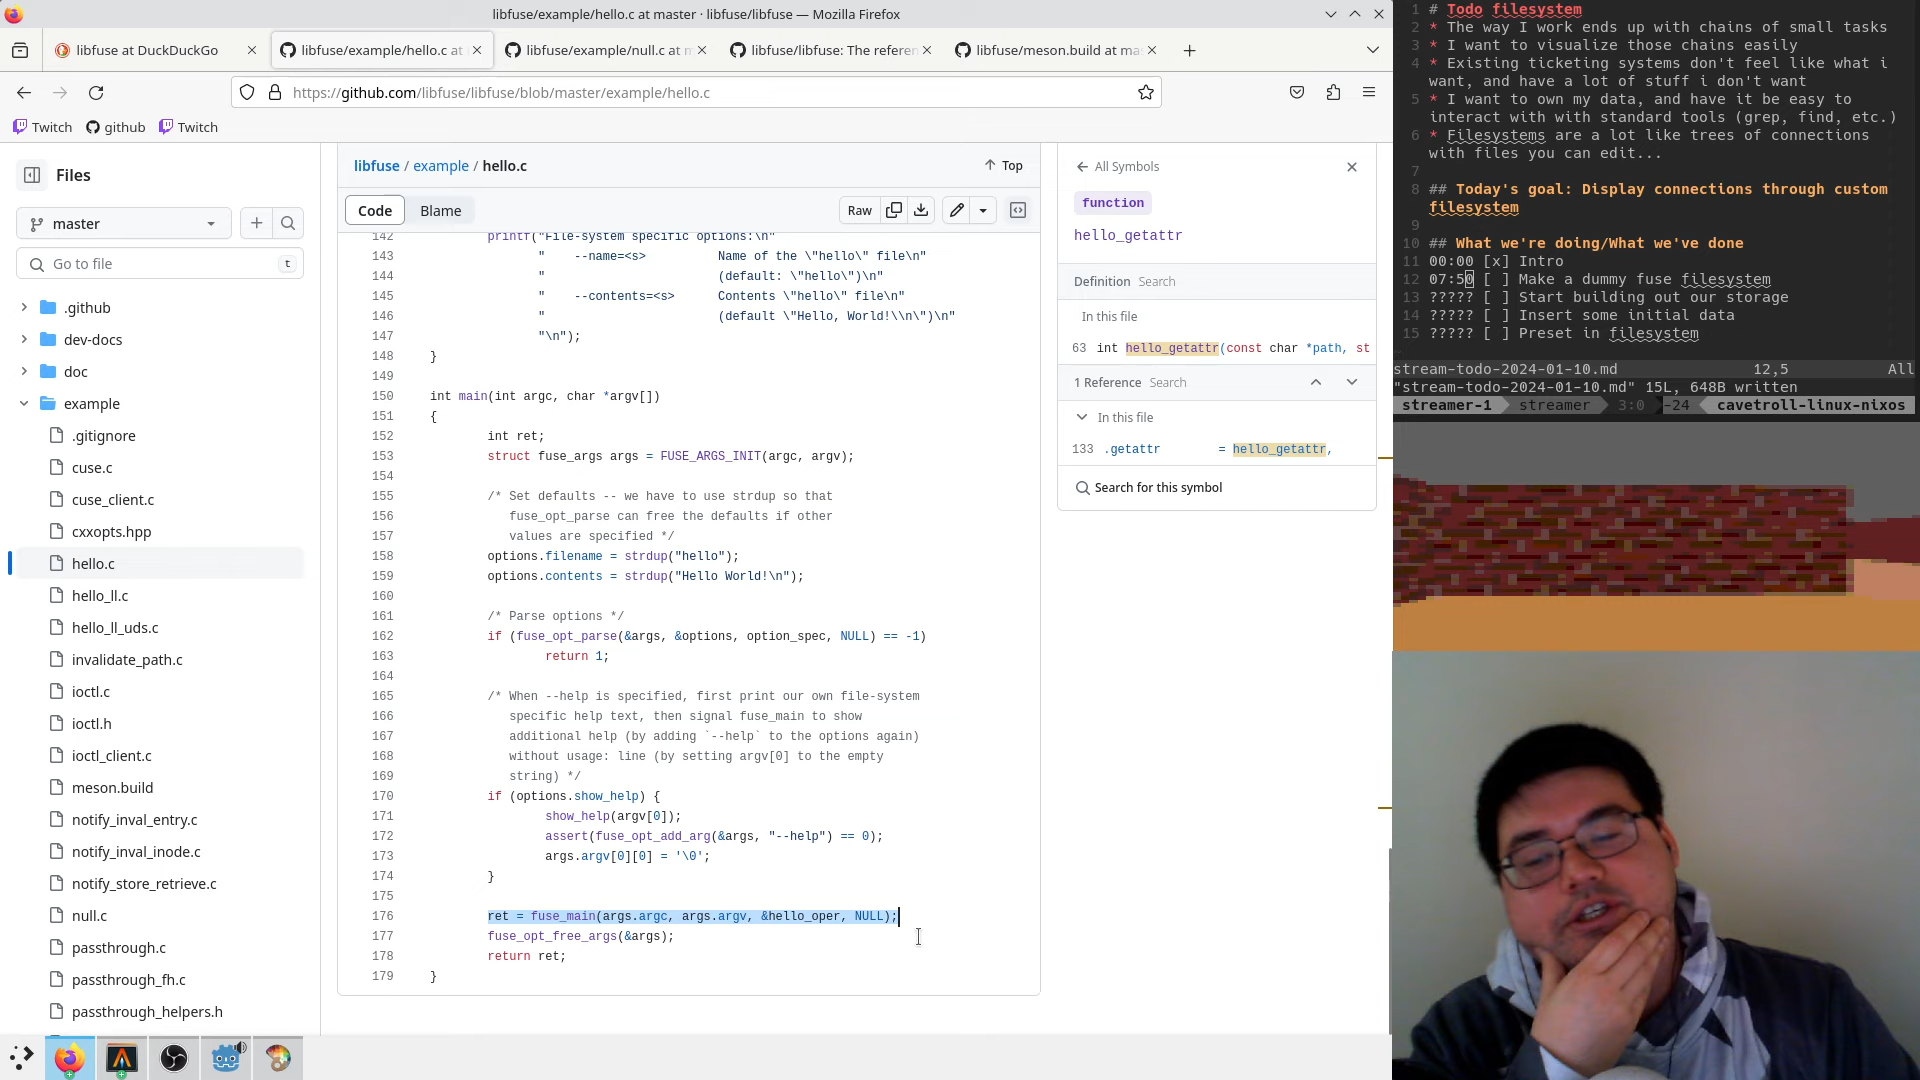 libfuse/example/hello.c at master · libfuse/libfuse — Mozilla Firefox
libfuse at DuckDuckGo
libfuse/example/hello.c at
libfuse/example/null.c at m
libfuse/libfuse: The referen
libfuse/meson.build at mas
https://github.com/libfuse/libfuse/blob/master/example/hello.c
Twitch
github
Twitch
Files
master
Go to file
t
.github
dev-docs
doc
example
.gitignore
cuse.c
cuse_client.c
cxxopts.hpp
hello.c
hello_ll.c
hello_ll_uds.c
invalidate_path.c
ioctl.c
ioctl.h
ioctl_client.c
meson.build
notify_inval_entry.c
notify_inval_inode.c
notify_store_retrieve.c
null.c
passthrough.c
passthrough_fh.c
passthrough_helpers.h
libfuse / example / hello.c
Top
Code
Blame
Raw
142 printf("File-system specific options:\n"
143 " --name=<s> Name of the \"hello\" file\n"
144 " (default: \"hello\")\n"
145 " --contents=<s> Contents \"hello\" file\n"
146 " (default \"Hello, World!\\n\")\n"
147 "\n");
148 }
149
150 int main(int argc, char *argv[])
151 {
152 int ret;
153 struct fuse_args args = FUSE_ARGS_INIT(argc, argv);
154
155 /* Set defaults -- we have to use strdup so that
156 fuse_opt_parse can free the defaults if other
157 values are specified */
158 options.filename = strdup("hello");
159 options.contents = strdup("Hello World!\n");
160
161 /* Parse options */
162 if (fuse_opt_parse(&args, &options, option_spec, NULL) == -1)
163 return 1;
164
165 /* When --help is specified, first print our own file-system
166 specific help text, then signal fuse_main to show
167 additional help (by adding `--help` to the options again)
168 without usage: line (by setting argv[0] to the empty
169 string) */
170 if (options.show_help) {
171 show_help(argv[0]);
172 assert(fuse_opt_add_arg(&args, "--help") == 0);
173 args.argv[0][0] = '\0';
174 }
175
176 ret = fuse_main(args.argc, args.argv, &hello_oper, NULL);
177 fuse_opt_free_args(&args);
178 return ret;
179 }
All Symbols
function
hello_getattr
Definition Search
In this file
63 int hello_getattr(const char *path, st
1 Reference Search
In this file
133 .getattr = hello_getattr,
Search for this symbol
1 # Todo filesystem
2 * The way I work ends up with chains of small tasks
3 * I want to visualize those chains easily
4 * Existing ticketing systems don't feel like what i
want, and have a lot of stuff i don't want
5 * I want to own my data, and have it be easy to
interact with with standard tools (grep, find, etc.)
6 * Filesystems are a lot like trees of connections
with files you can edit...
7
8 ## Today's goal: Display connections through custom
filesystem
9
10 ## What we're doing/What we've done
11 00:00 [x] Intro
12 07:50 [ ] Make a dummy fuse filesystem
13 ????? [ ] Start building out our storage
14 ????? [ ] Insert some initial data
15 ????? [ ] Preset in filesystem
stream-todo-2024-01-10.md 12,5 All
"stream-todo-2024-01-10.md" 15L, 648B written
streamer-1 streamer 3:0 -24 cavetroll-linux-nixos